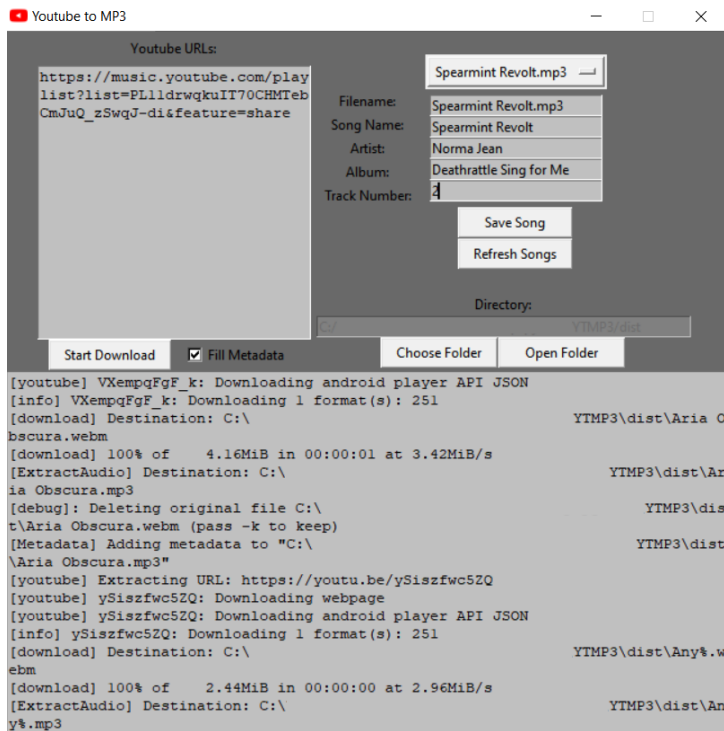 Youtube to MP3
Youtube URLs:
https://music.youtube.com/play
list?list=PL11drwqkuIT70CHMTeb
CmJuQ_zSwqJ-di&feature=share
Spearmint Revolt.mp3
Filename: Spearmint Revolt.mp3
Song Name: Spearmint Revolt
Artist: Norma Jean
Album: Deathrattle Sing for Me
Track Number: 2
Save Song
Refresh Songs
Directory:
C:/ YTMP3/dist
Start Download Fill Metadata Choose Folder Open Folder
[youtube] VXempqFgF_k: Downloading android player API JSON
[info] VXempqFgF_k: Downloading 1 format(s): 251
[download] Destination: C:\ YTMP3\dist\Aria O
bscura.webm
[download] 100% of 4.16MiB in 00:00:01 at 3.42MiB/s
[ExtractAudio] Destination: C:\ YTMP3\dist\Ar
ia Obscura.mp3
[debug]: Deleting original file C:\ YTMP3\dis
t\Aria Obscura.webm (pass -k to keep)
[Metadata] Adding metadata to "C:\ YTMP3\dist
\Aria Obscura.mp3"
[youtube] Extracting URL: https://youtu.be/ySiszfwc5ZQ
[youtube] ySiszfwc5ZQ: Downloading webpage
[youtube] ySiszfwc5ZQ: Downloading android player API JSON
[info] ySiszfwc5ZQ: Downloading 1 format(s): 251
[download] Destination: C:\ YTMP3\dist\Any%.w
ebm
[download] 100% of 2.44MiB in 00:00:00 at 2.96MiB/s
[ExtractAudio] Destination: C:\ YTMP3\dist\An
y%.mp3